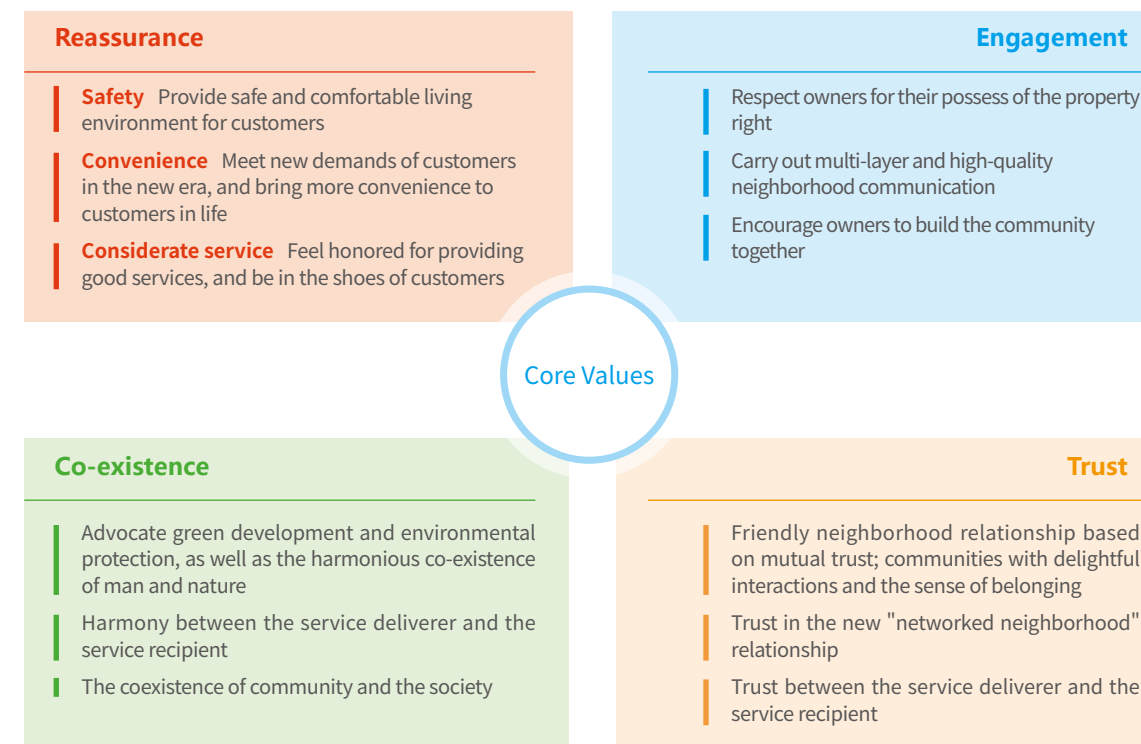 Reassurance
Safety Provide safe and comfortable living
environment for customers
Convenience Meet new demands of customers
in the new era, and bring more convenience to
customers in life
Considerate service Feel honored for providing
good services, and be in the shoes of customers
Engagement
Respect owners for their possess of the property
right
Carry out multi-layer and high-quality
neighborhood communication
Encourage owners to build the community
together
Core Values
Co-existence
Advocate green development and environmental
protection, as well as the harmonious co-existence
of man and nature
Harmony between the service deliverer and the
service recipient
The coexistence of community and the society
Trust
Friendly neighborhood relationship based
on mutual trust; communities with delightful
interactions and the sense of belonging
Trust in the new "networked neighborhood"
relationship
Trust between the service deliverer and the
service recipient